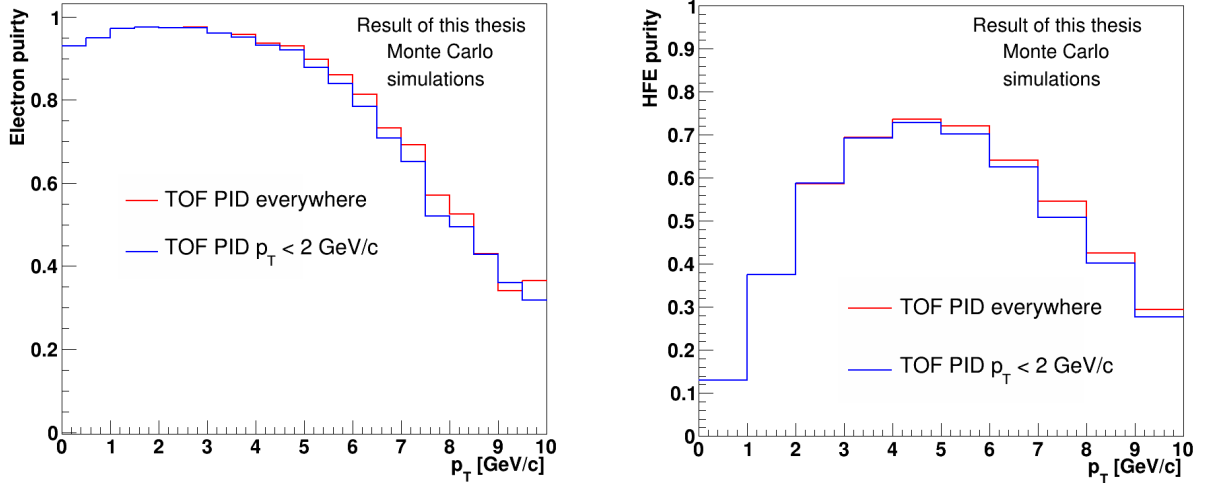 Electron puirty
1
0.8
0.6
0.4
0.2
0
0 1 2 3 4 5 6 7 8 9 10
p_T [GeV/c]
Result of this thesis
Monte Carlo
simulations
TOF PID everywhere
TOF PID p_T < 2 GeV/c
HFE purity
1
0.9
0.8
0.7
0.6
0.5
0.4
0.3
0.2
0.1
0
0 1 2 3 4 5 6 7 8 9 10
p_T [GeV/c]
Result of this thesis
Monte Carlo
simulations
TOF PID everywhere
TOF PID p_T < 2 GeV/c